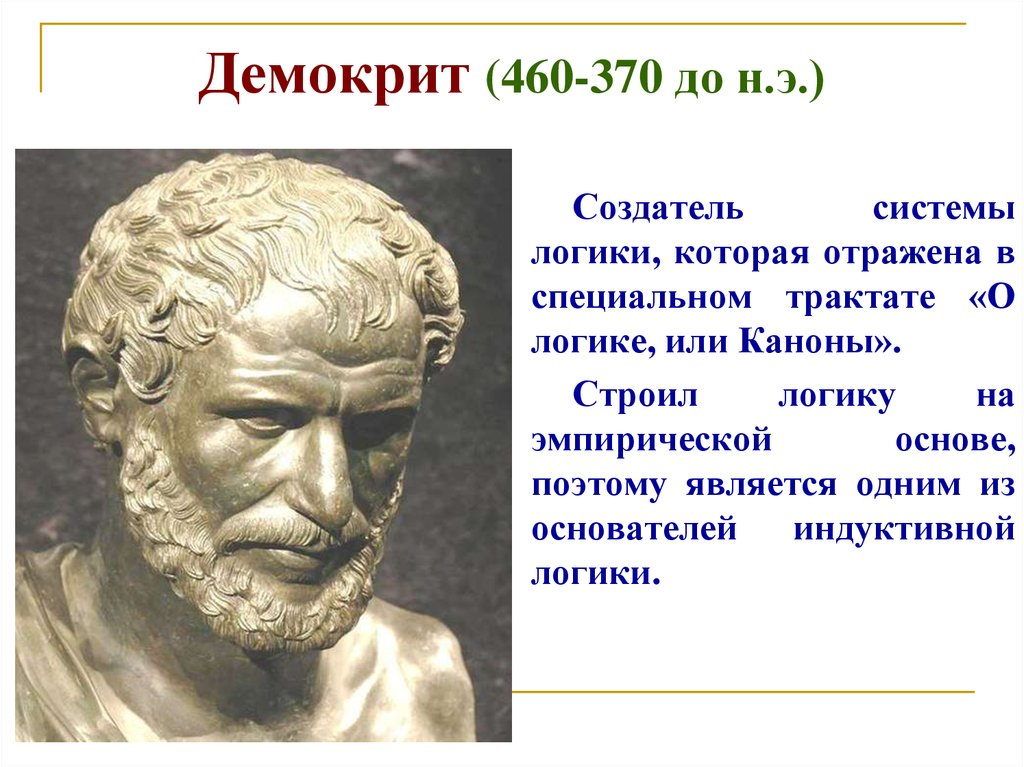 Демокрит (460-370 до н.э.)
Создатель системы
логики, которая отражена в
специальном трактате «О
логике, или Каноны».
Строил логику на
эмпирической основе,
поэтому является одним из
основателей индуктивной
логики.